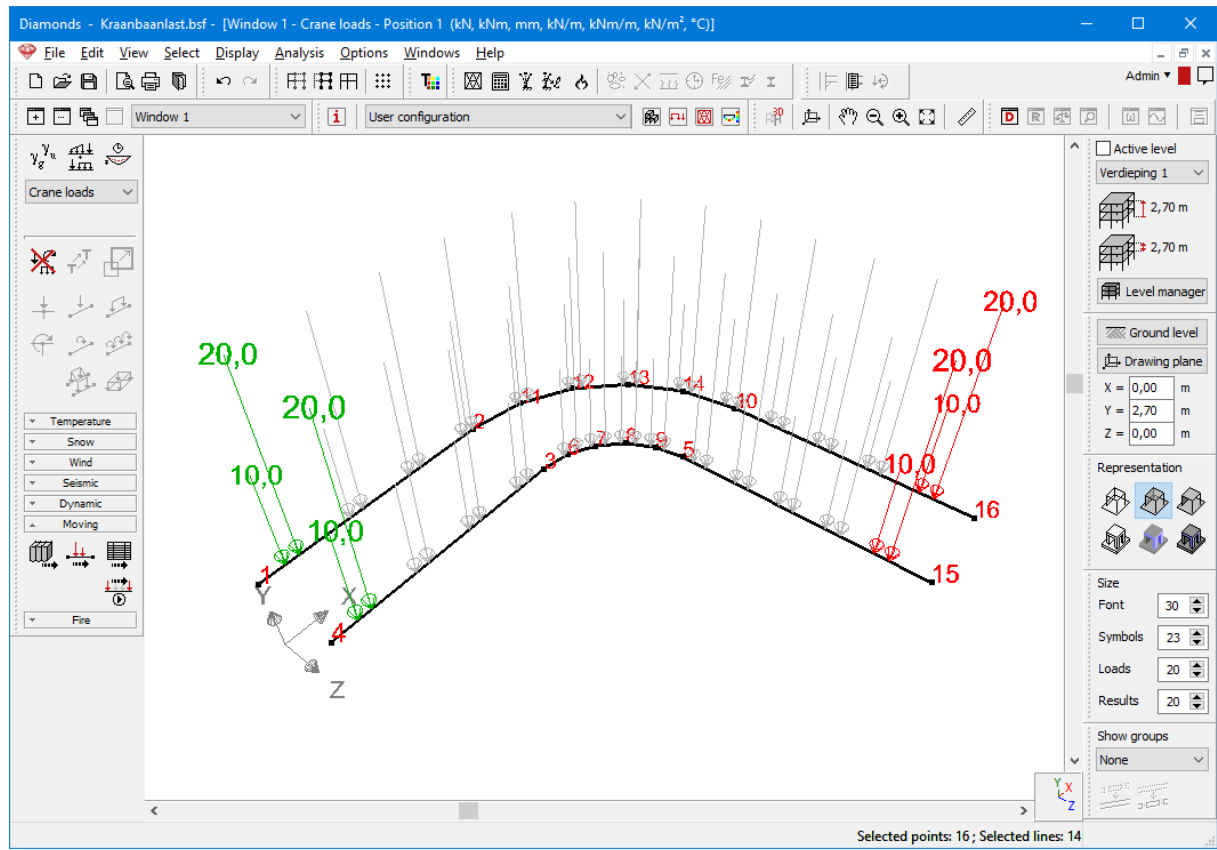 Diamonds - Kraanbaanlast.bsf - [Window 1 - Crane loads - Position 1 (kN, kNm, mm, kN/m, kNm/m, kN/m², °C)]
File Edit View Select Display Analysis Options Windows Help
Admin
Window 1
User configuration
Active level
Verdieping 1
2,70 m
2,70 m
Level manager
Ground level
Drawing plane
X = 0,00 m
Y = 2,70 m
Z = 0,00 m
Representation
Size
Font 30
Symbols 23
Loads 20
Results 20
Show groups
None
Crane loads
Temperature
Snow
Wind
Seismic
Dynamic
Moving
Fire
20,0
20,0
10,0
10,0
20,0
20,0
10,0
10,0
1
2
11
12
13
14
10
16
4
3
6
7
8
9
5
15
Y
X
Z
Y X
Z
Selected points: 16 ; Selected lines: 14